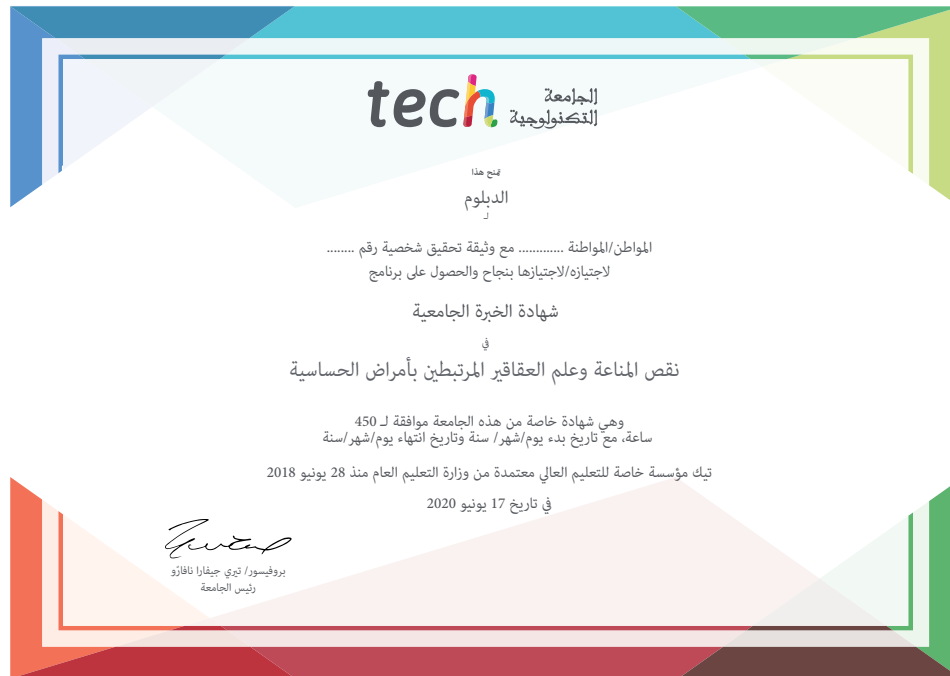 tech الجامعة
التكنولوجية
تمنح هذا
الدبلوم
لـ
المواطن/المواطنة ............. مع وثيقة تحقيق شخصية رقم ........
لاجتيازه/لاجتيازها بنجاح والحصول على برنامج
شهادة الخبرة الجامعية
في
نقص المناعة وعلم العقاقير المرتبطين بأمراض الحساسية
وهي شهادة خاصة من هذه الجامعة موافقة لـ 450
ساعة، مع تاريخ بدء يوم/شهر/ سنة وتاريخ انتهاء يوم/شهر/سنة
تيك مؤسسة خاصة للتعليم العالي معتمدة من وزارة التعليم العام منذ 28 يونيو 2018
في تاريخ 17 يونيو 2020
بروفيسور/ تيري جيفارا نافارّو
رئيس الجامعة